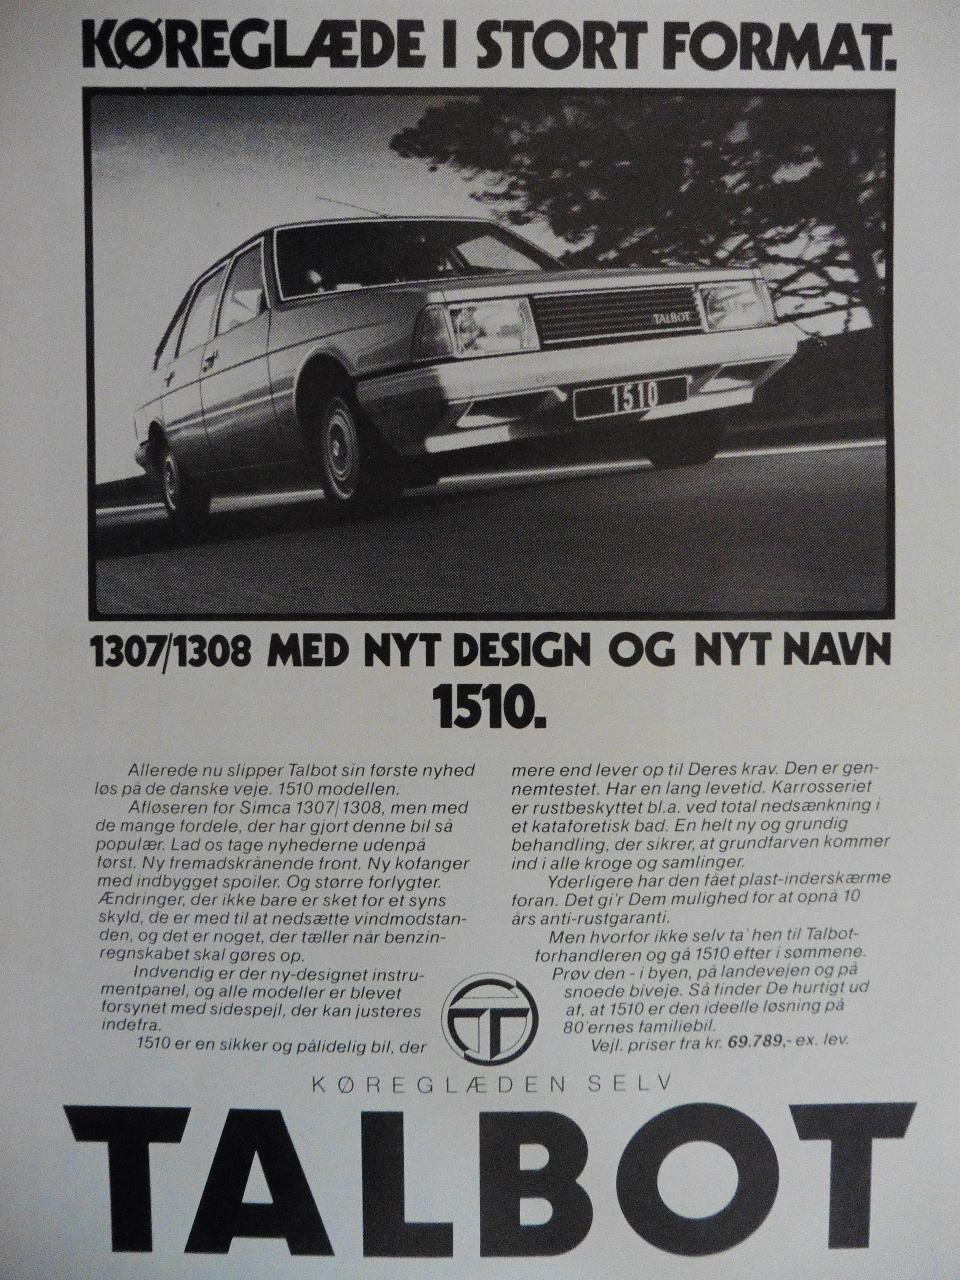 KØREGLÆDE I STORT FORMAT.
TALBOT
1510
1307/1308 MED NYT DESIGN OG NYT NAVN
1510.
Allerede nu slipper Talbot sin første nyhed
løs på de danske veje. 1510 modellen.
Afløseren for Simca 1307/1308, men med
de mange fordele, der har gjort denne bil så
populær. Lad os tage nyhederne udenpå
først. Ny fremadskrånende front. Ny kofanger
med indbygget spoiler. Og større forlygter.
Ændringer, der ikke bare er sket for et syns
skyld, de er med til at nedsætte vindmodstan-
den, og det er noget, der tæller når benzin-
regnskabet skal gøres op.
Indvendig er der ny-designet instru-
mentpanel, og alle modeller er blevet
forsynet med sidespejl, der kan justeres
indefra.
1510 er en sikker og pålidelig bil, der
mere end lever op til Deres krav. Den er gen-
nemtestet. Har en lang levetid. Karrosseriet
er rustbeskyttet bl.a. ved total nedsænkning i
et kataforetisk bad. En helt ny og grundig
behandling, der sikrer, at grundfarven kommer
ind i alle kroge og samlinger.
Yderligere har den fået plast-inderskærme
foran. Det gi'r Dem mulighed for at opnå 10
års anti-rustgaranti.
Men hvorfor ikke selv ta' hen til Talbot-
forhandleren og gå 1510 efter i sømmene.
Prøv den - i byen, på landevejen og på
snoede biveje. Så finder De hurtigt ud
af, at 1510 er den ideelle løsning på
80'ernes familiebil.
Vejl. priser fra kr. 69.789,- ex. lev.
KØREGLÆDEN SELV
TALBOT